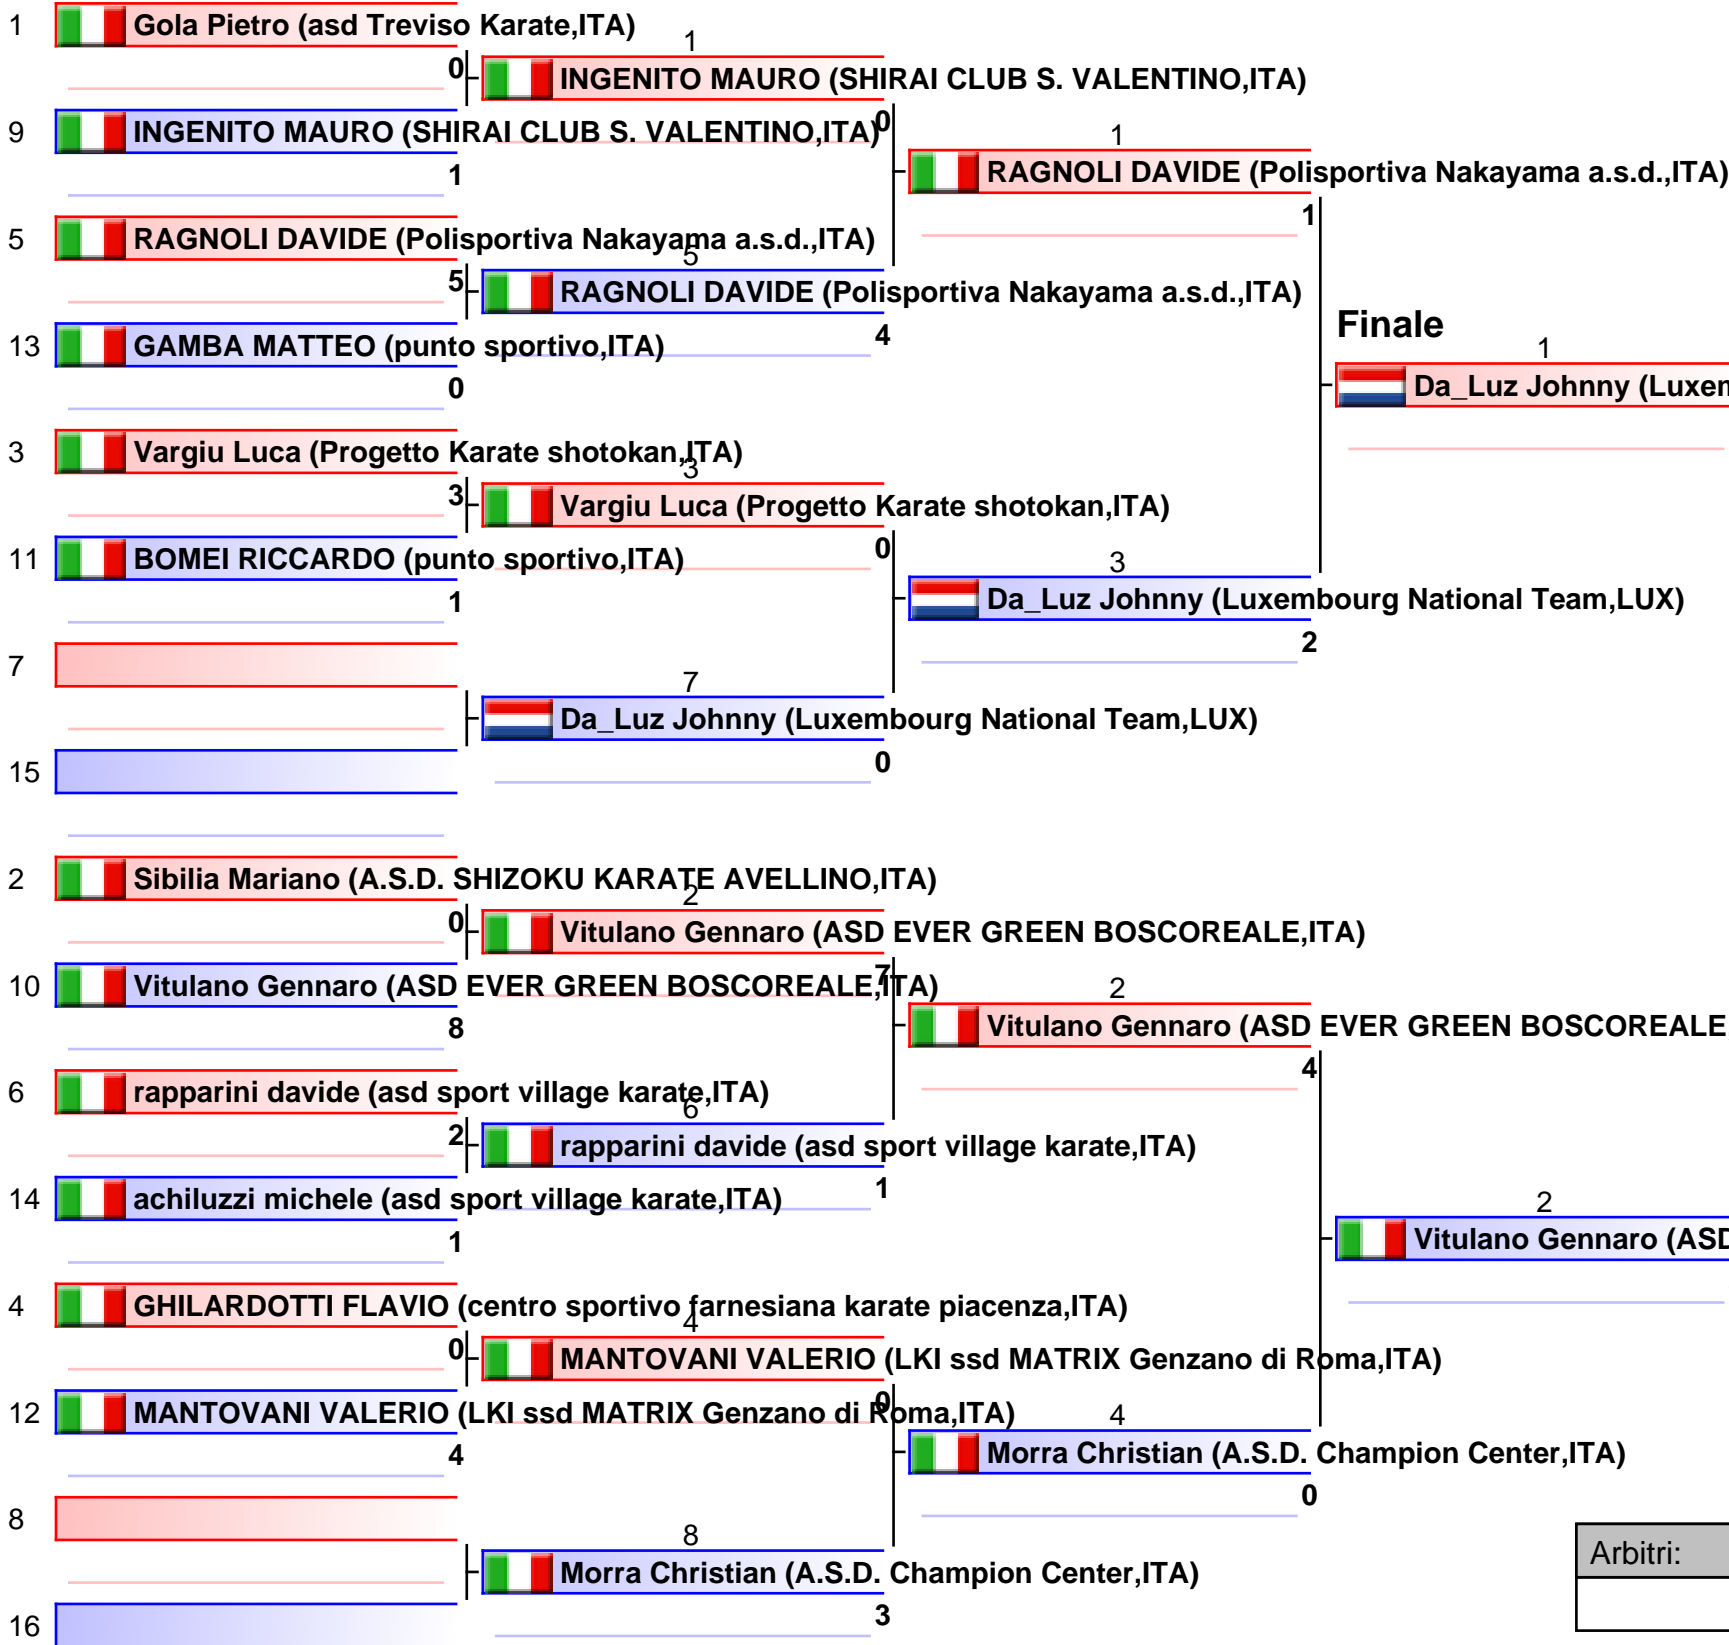 1 Gola Pietro (asd Treviso Karate,ITA)
1
0 INGENITO MAURO (SHIRAI CLUB S. VALENTINO,ITA)
9 INGENITO MAURO (SHIRAI CLUB S. VALENTINO,ITA)
0
1
1 RAGNOLI DAVIDE (Polisportiva Nakayama a.s.d.,ITA)
1
5 RAGNOLI DAVIDE (Polisportiva Nakayama a.s.d.,ITA)
5
5 RAGNOLI DAVIDE (Polisportiva Nakayama a.s.d.,ITA)
4
13 GAMBA MATTEO (punto sportivo,ITA)
0
Finale
1
Da_Luz Johnny (Luxen
3 Vargiu Luca (Progetto Karate shotokan,ITA)
3
3 Vargiu Luca (Progetto Karate shotokan,ITA)
0
11 BOMEI RICCARDO (punto sportivo,ITA)
1
3
Da_Luz Johnny (Luxembourg National Team,LUX)
2
7
7
Da_Luz Johnny (Luxembourg National Team,LUX)
0
15
2 Sibilia Mariano (A.S.D. SHIZOKU KARATE AVELLINO,ITA)
2
0 Vitulano Gennaro (ASD EVER GREEN BOSCOREALE,ITA)
7
10 Vitulano Gennaro (ASD EVER GREEN BOSCOREALE,ITA)
8
2
Vitulano Gennaro (ASD EVER GREEN BOSCOREALE
4
6 rapparini davide (asd sport village karate,ITA)
6
2 rapparini davide (asd sport village karate,ITA)
1
14 achiluzzi michele (asd sport village karate,ITA)
1
2
Vitulano Gennaro (ASD
4 GHILARDOTTI FLAVIO (centro sportivo farnesiana karate piacenza,ITA)
4
0 MANTOVANI VALERIO (LKI ssd MATRIX Genzano di Roma,ITA)
0
12 MANTOVANI VALERIO (LKI ssd MATRIX Genzano di Roma,ITA)
4
4
Morra Christian (A.S.D. Champion Center,ITA)
0
8
8
Morra Christian (A.S.D. Champion Center,ITA)
3
16
Arbitri: